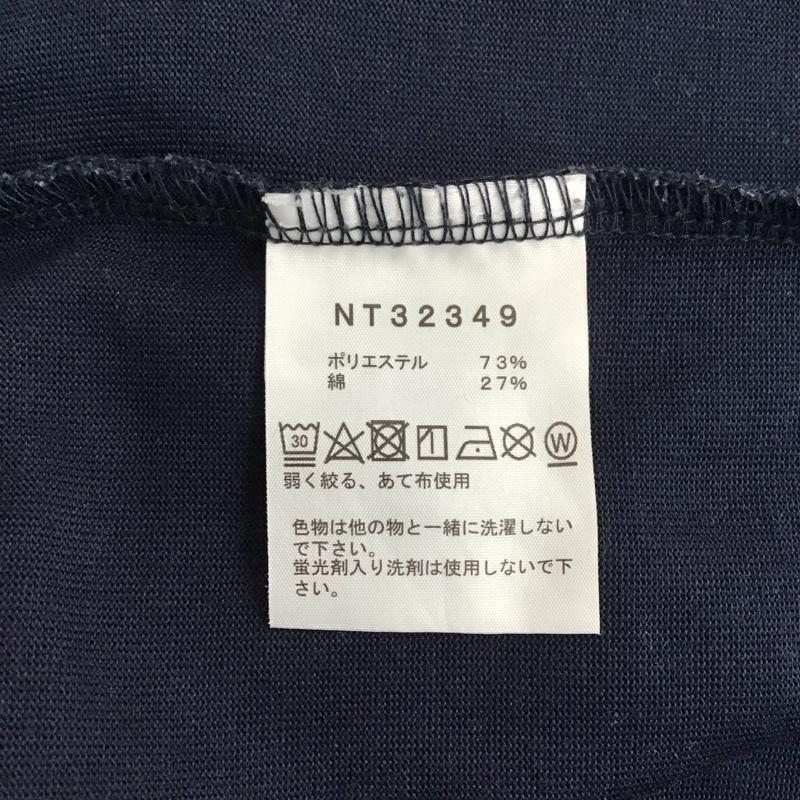 NT32349
ポリエステル 73%
綿 27%
30 W
弱く絞る、あて布使用
色物は他の物と一緒に洗濯しない
で下さい。
蛍光剤入り洗剤は使用しないで下
さい。